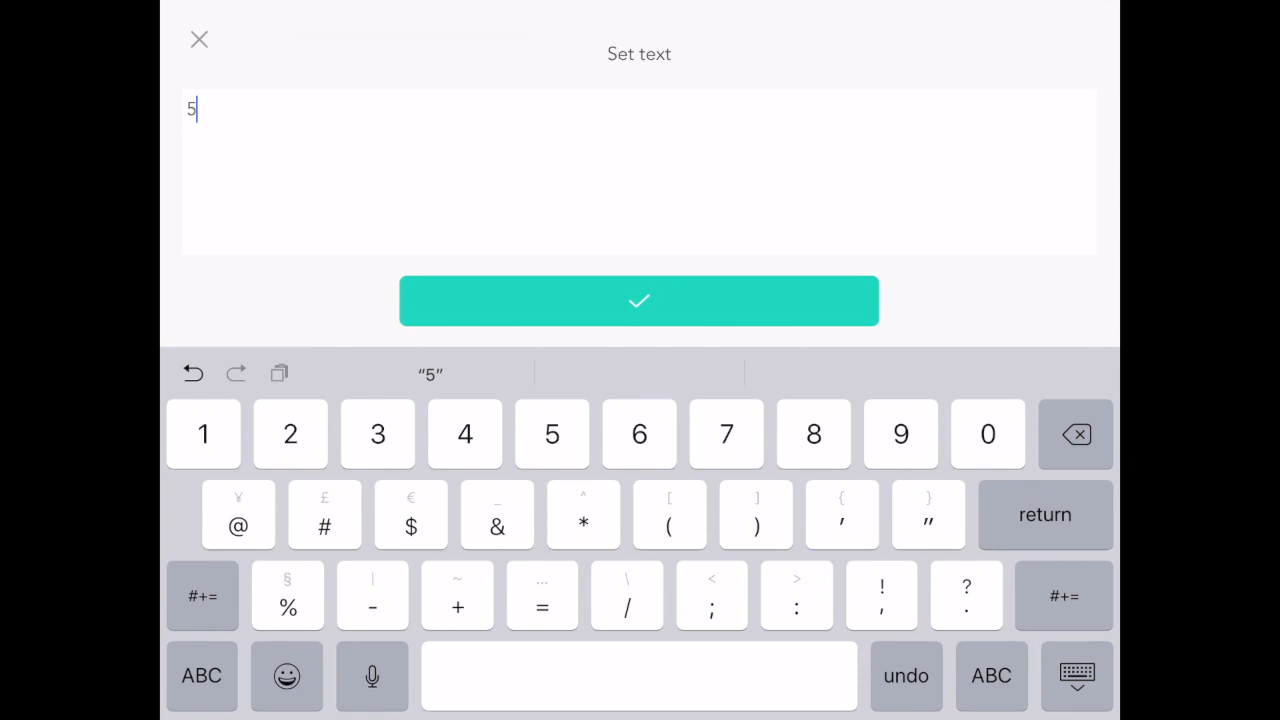 Set text
5
“5”
1 2 3 4 5 6 7 8 9 0
¥ £ € _ ^ [ ] { }
@ # $ & * ( ) ' " return
§ | ~ … \ < > ! ?
#+= % - + = / ; : , . #+=
ABC undo ABC